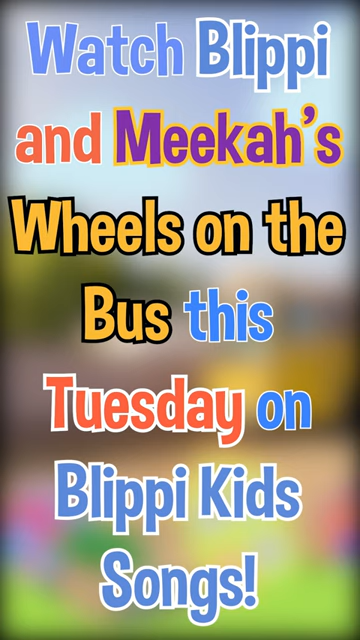 Watch Blippi
and Meekah's
Wheels on the
Bus this
Tuesday on
Blippi Kids
Songs!